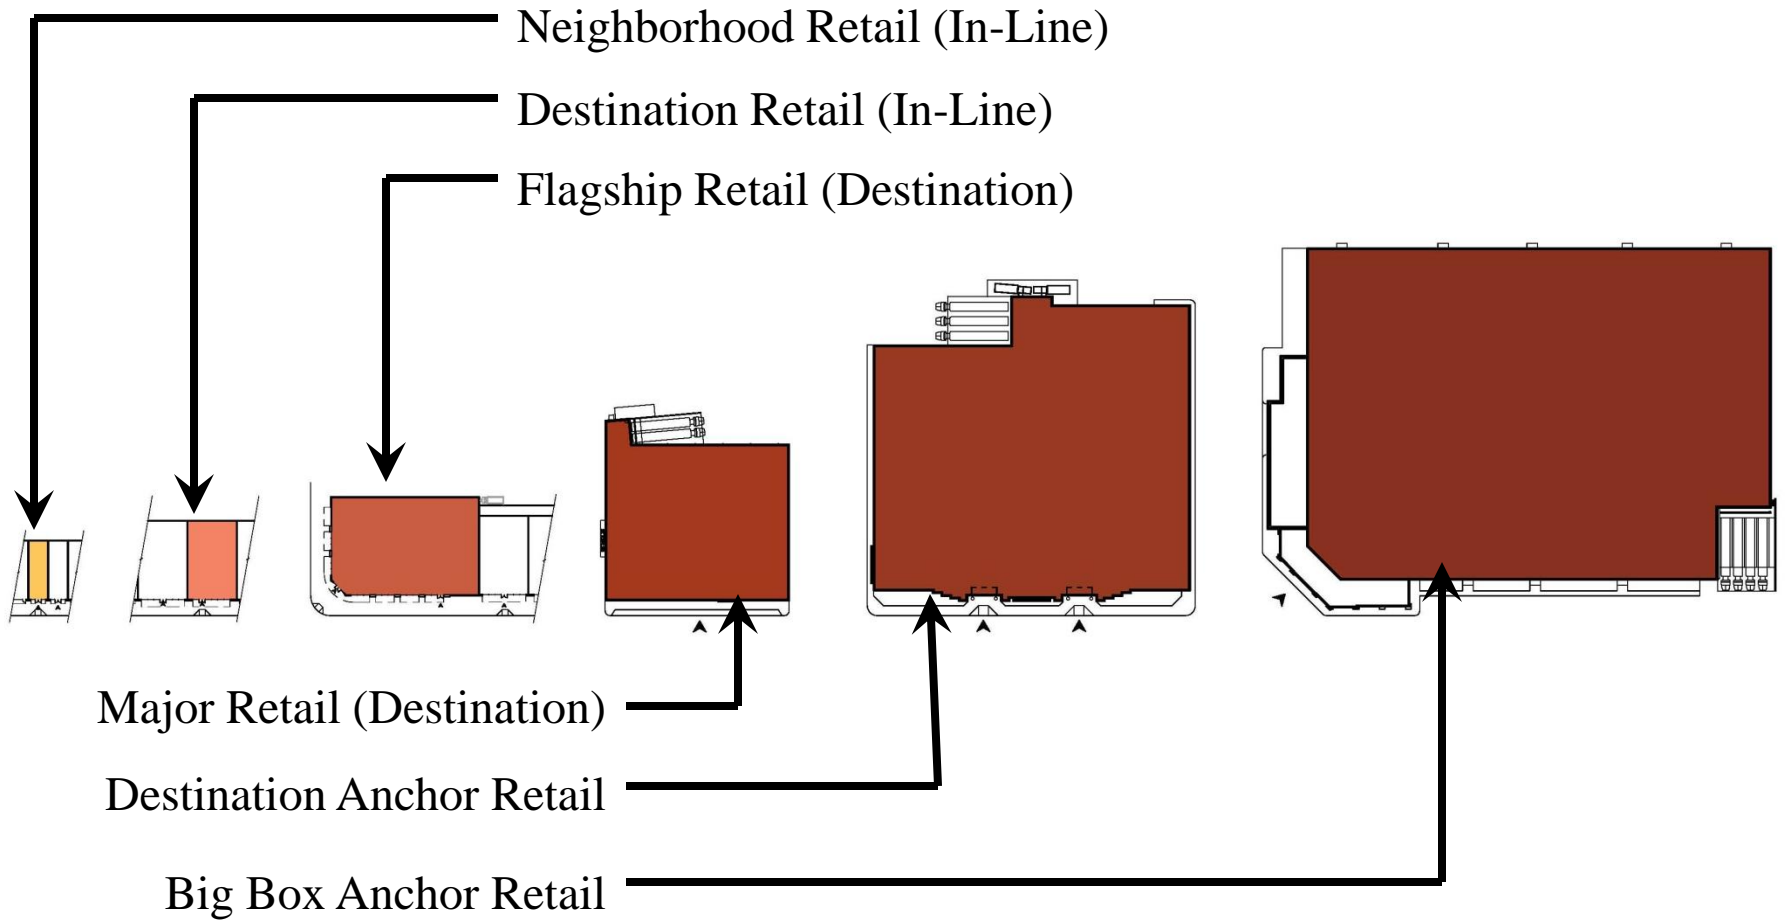 Neighborhood Retail (In-Line)
Destination Retail (In-Line)
Flagship Retail (Destination)
Major Retail (Destination)
Destination Anchor Retail
Big Box Anchor Retail